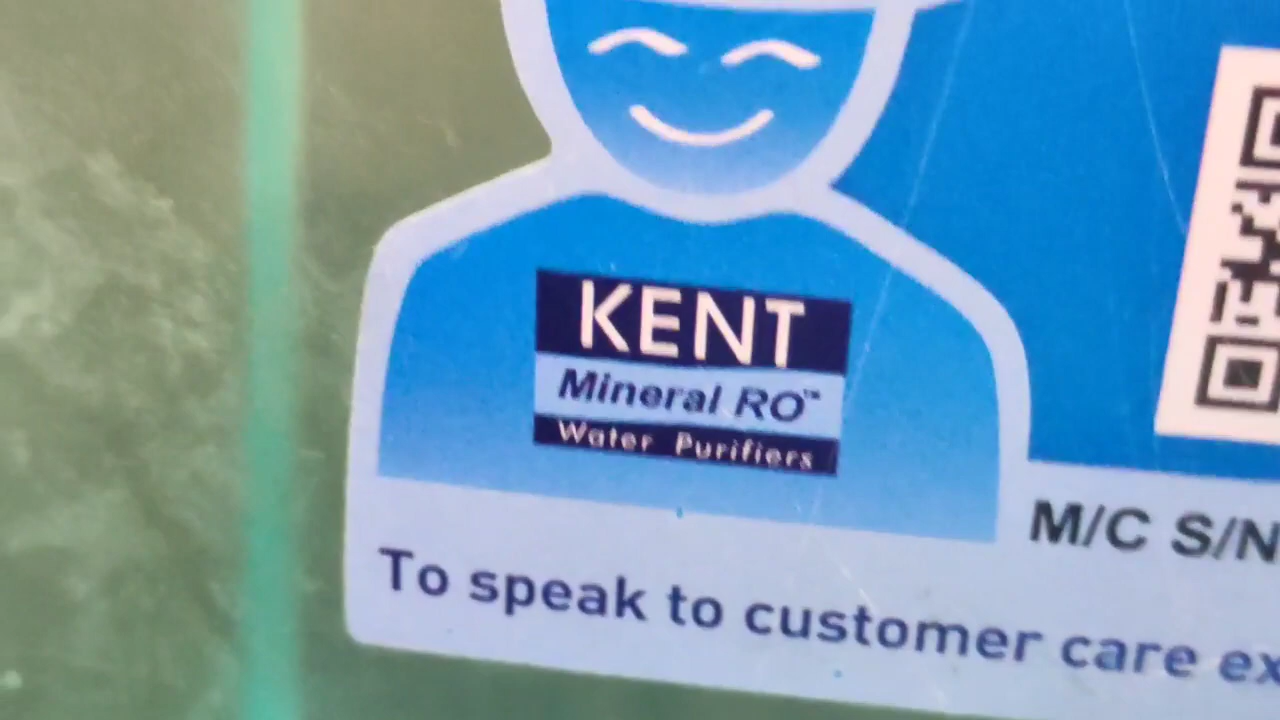 KENT
Mineral RO™
Water Purifiers
M/C S/N
To speak to customer care